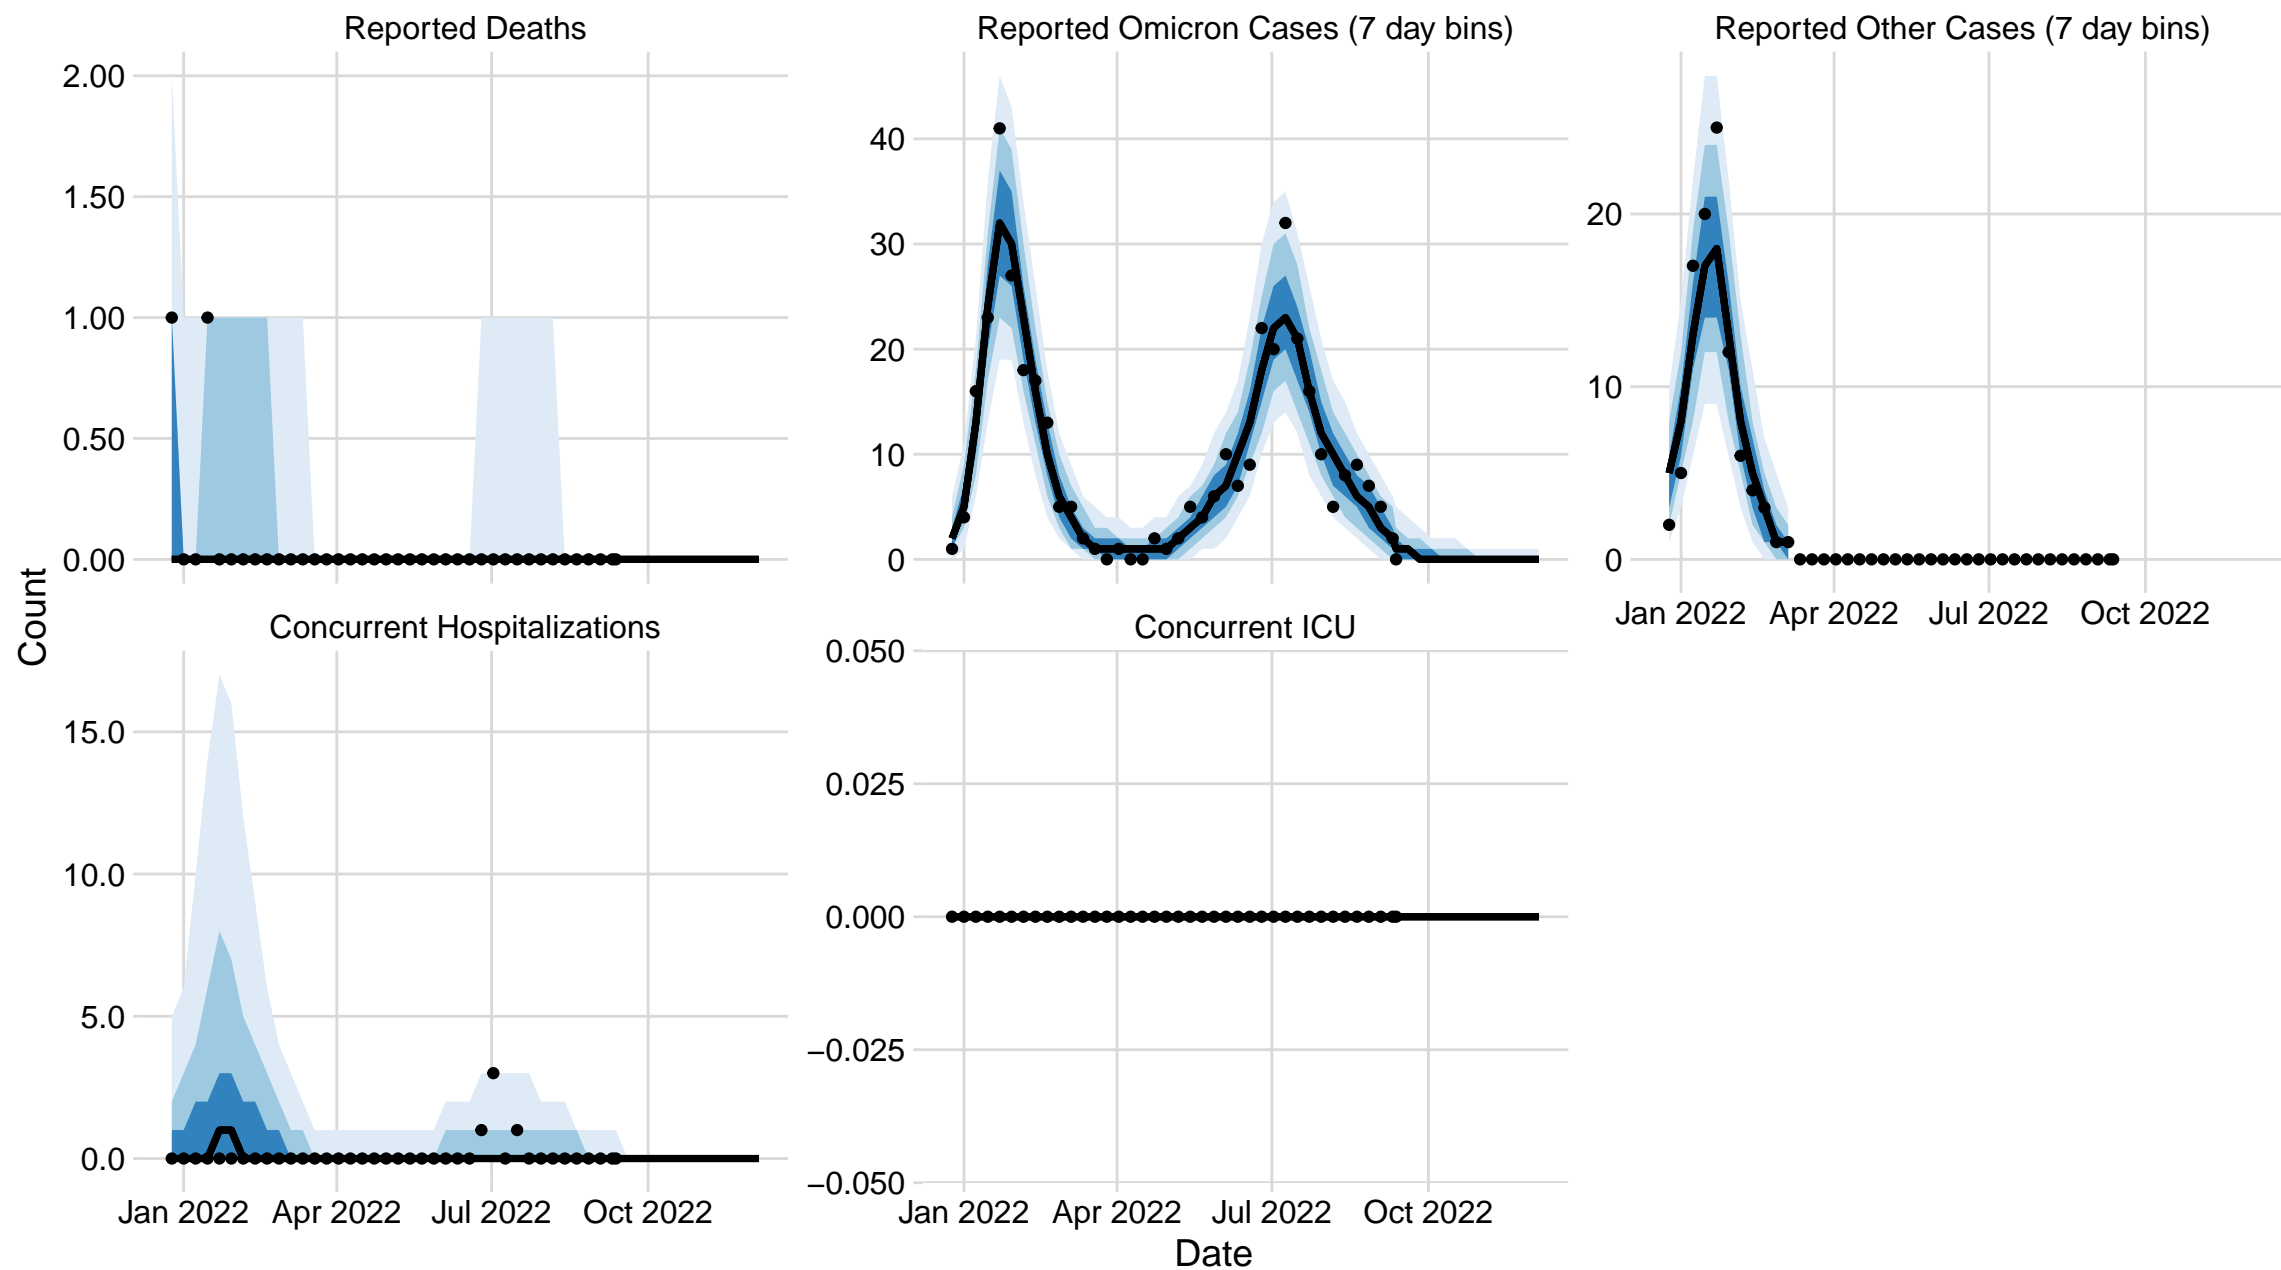 Reported Deaths
Reported Omicron Cases (7 day bins)
Reported Other Cases (7 day bins)
2.00
1.50
1.00
0.50
0.00
40
30
20
10
0
20
10
0
Jan 2022 Apr 2022 Jul 2022 Oct 2022
Count
Concurrent Hospitalizations
Concurrent ICU
15.0
10.0
5.0
0.0
0.050
0.025
0.000
−0.025
−0.050
Jan 2022 Apr 2022 Jul 2022 Oct 2022
Jan 2022 Apr 2022 Jul 2022 Oct 2022
Date